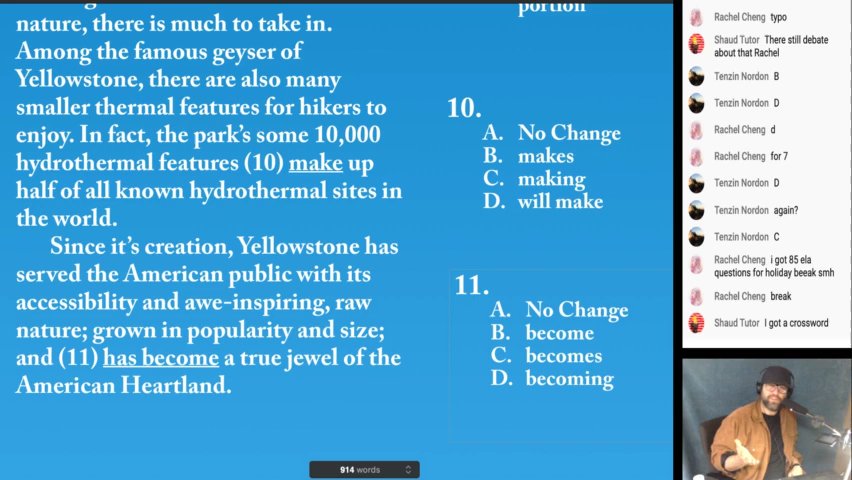 nature, there is much to take in.
Among the famous geyser of
Yellowstone, there are also many
smaller thermal features for hikers to
enjoy. In fact, the park's some 10,000
hydrothermal features (10) make up
half of all known hydrothermal sites in
the world.
Since it's creation, Yellowstone has
served the American public with its
accessibility and awe-inspiring, raw
nature; grown in popularity and size;
and (11) has become a true jewel of the
American Heartland.
portion
10.
A. No Change
B. makes
C. making
D. will make
11.
A. No Change
B. become
C. becomes
D. becoming
914 words
Rachel Cheng typo
Shaud Tutor There still debate
about that Rachel
Tenzin Nordon B
Tenzin Nordon D
Rachel Cheng d
Rachel Cheng for 7
Tenzin Nordon D
Tenzin Nordon again?
Tenzin Nordon C
Rachel Cheng i got 85 ela
questions for holiday beeak smh
Rachel Cheng break
Shaud Tutor I got a crossword